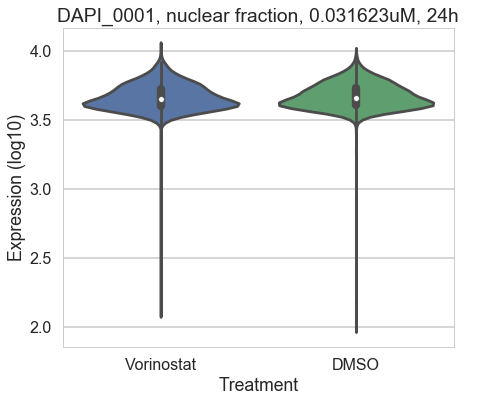 DAPI_0001, nuclear fraction, 0.031623uM, 24h
Expression (log10)
4.0
3.5
3.0
2.5
2.0
Vorinostat
DMSO
Treatment